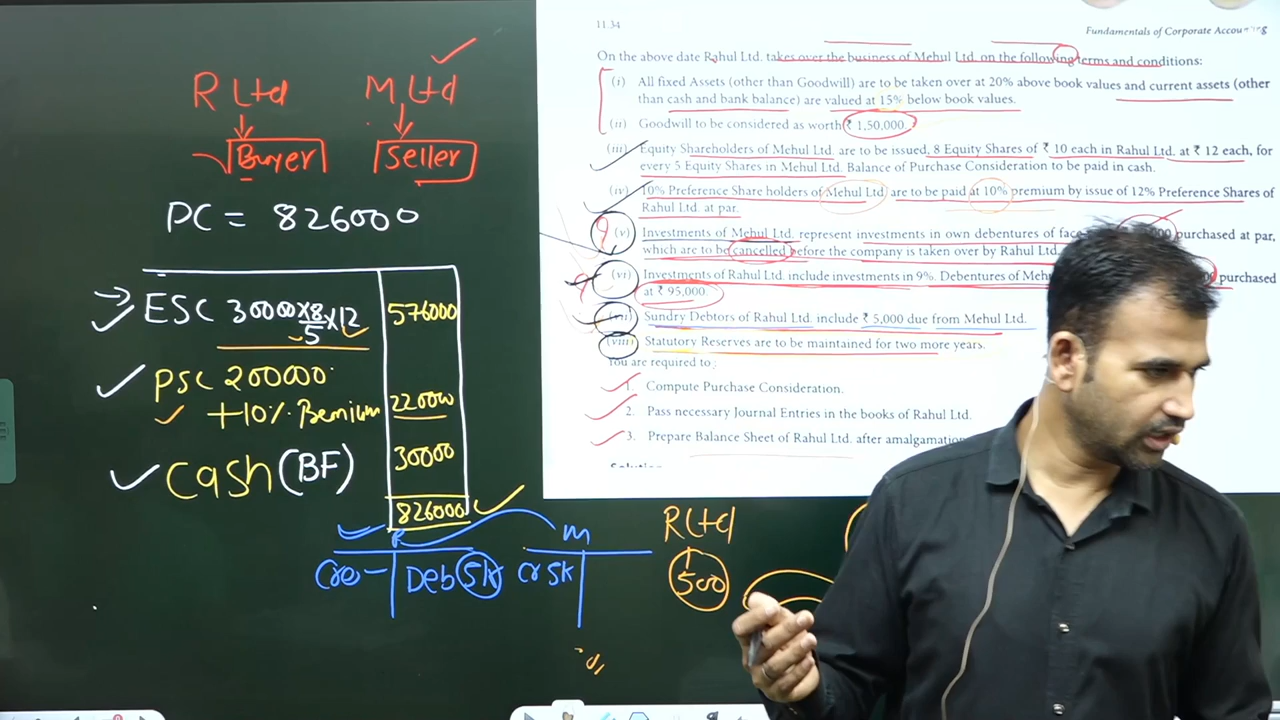 R Ltd M Ltd
Buyer Seller
PC = 826000
ESC 30000 × 8/5 × 12 576000
PSC 200000
+10% Bemium 220000
Cash (BF) 30000
826000
m
Cre Deb 5k Cr 5k
R Ltd
500
11.34 Fundamentals of Corporate Accounting
On the above date Rahul Ltd. takes over the business of Mehul Ltd. on the following terms and conditions:
(i) All fixed Assets (other than Goodwill) are to be taken over at 20% above book values and current assets (other
than cash and bank balance) are valued at 15% below book values.
(ii) Goodwill to be considered as worth ₹ 1,50,000.
(iii) Equity Shareholders of Mehul Ltd. are to be issued, 8 Equity Shares of ₹ 10 each in Rahul Ltd. at ₹ 12 each, for
every 5 Equity Shares in Mehul Ltd. Balance of Purchase Consideration to be paid in cash.
(iv) 10% Preference Share holders of Mehul Ltd. are to be paid at 10% premium by issue of 12% Preference Shares of
Rahul Ltd. at par.
(v) Investments of Mehul Ltd. represent investments in own debentures of face purchased at par,
which are to be cancelled before the company is taken over by Rahul Ltd.
(vi) Investments of Rahul Ltd. include investments in 9%. Debentures of purchased
at ₹ 95,000.
(vii) Sundry Debtors of Rahul Ltd. include ₹ 5,000 due from Mehul Ltd.
(viii) Statutory Reserves are to be maintained for two more years.
You are required to :
1. Compute Purchase Consideration.
2. Pass necessary Journal Entries in the books of Rahul Ltd.
3. Prepare Balance Sheet of Rahul Ltd. after